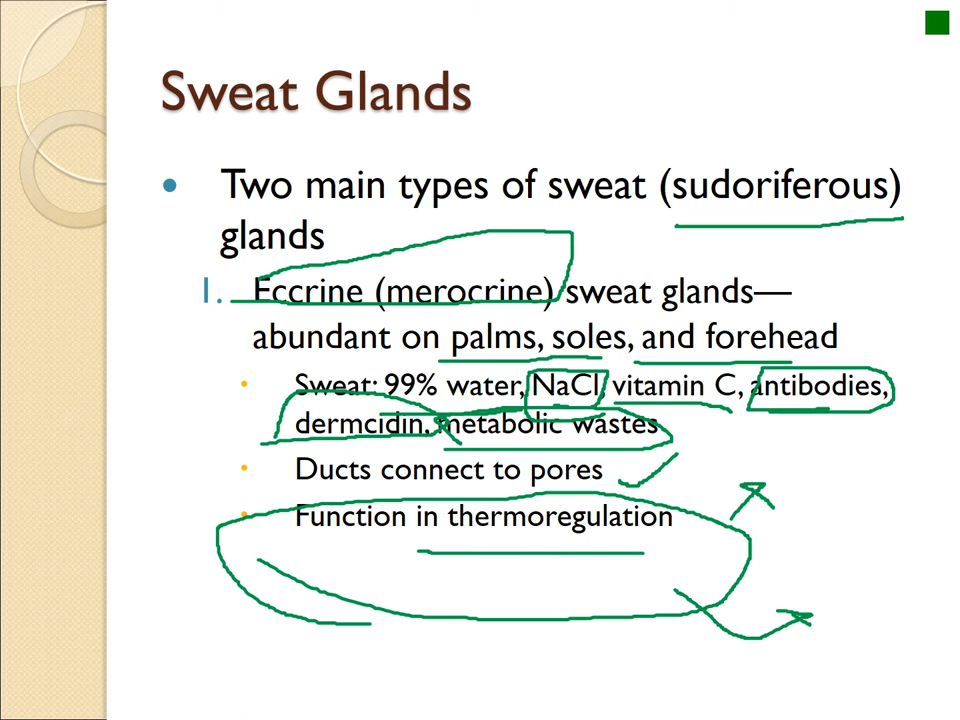 Sweat Glands
• Two main types of sweat (sudoriferous)
glands
1. Eccrine (merocrine) sweat glands—
abundant on palms, soles, and forehead
• Sweat: 99% water, NaCl, vitamin C, antibodies,
dermcidin, metabolic wastes
• Ducts connect to pores
• Function in thermoregulation